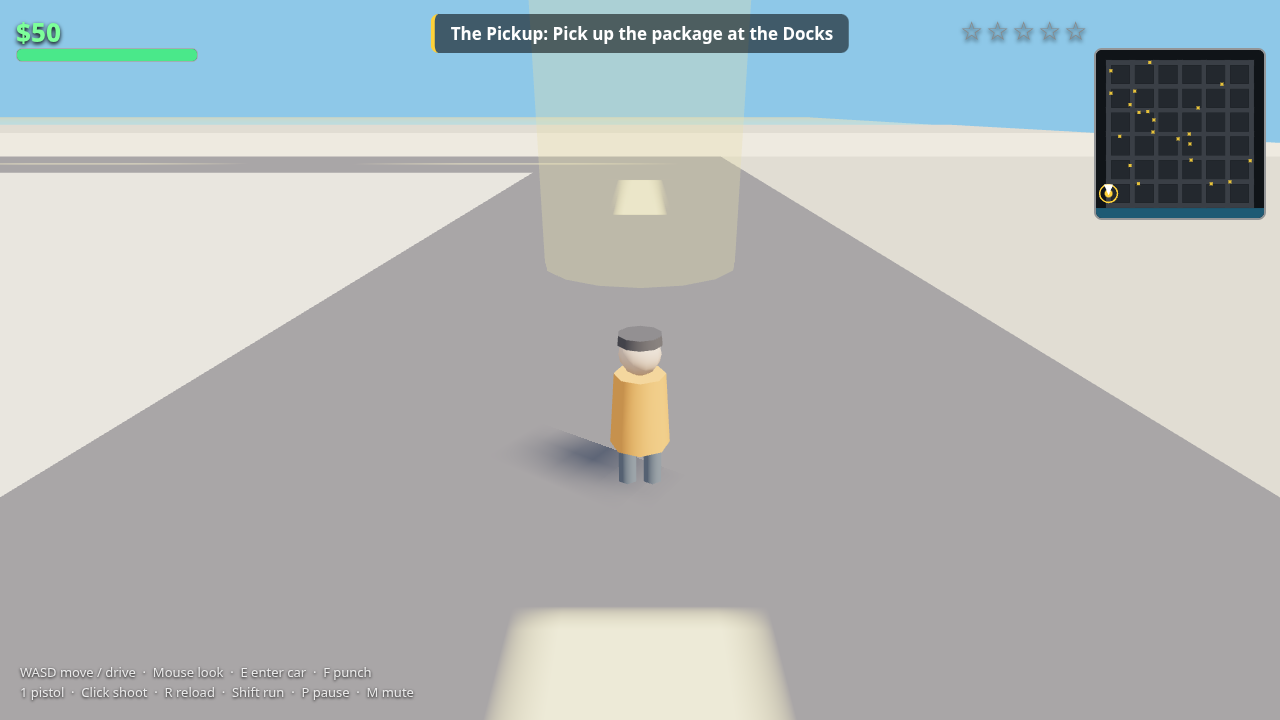 $50
The Pickup: Pick up the package at the Docks
WASD move / drive · Mouse look · E enter car · F punch
1 pistol · Click shoot · R reload · Shift run · P pause · M mute